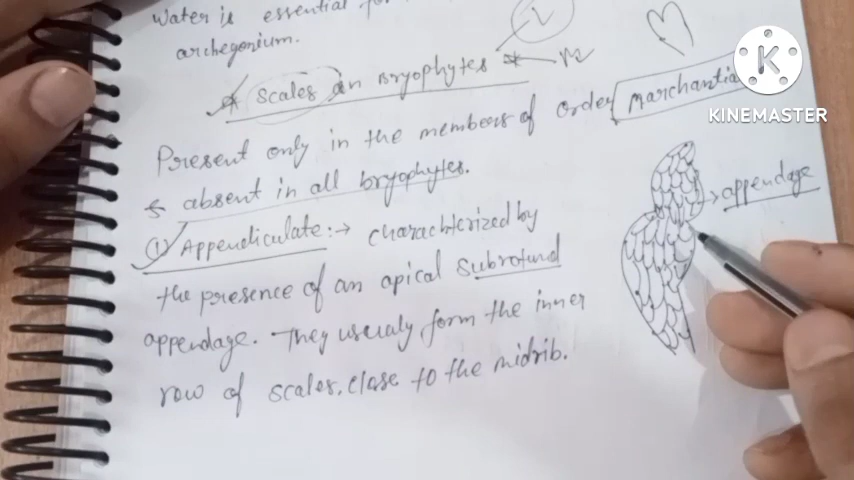 Water is essential for
archegonium.
* Scales in Bryophytes *
Present only in the members of order Marchantia
& absent in all bryophytes.
(1) Appendiculate:→ charachterized by
the presence of an apical subrotund
appendage. They usualy form the inner
row of scales, close to the midrib.
→ appendage
K
KINEMASTER